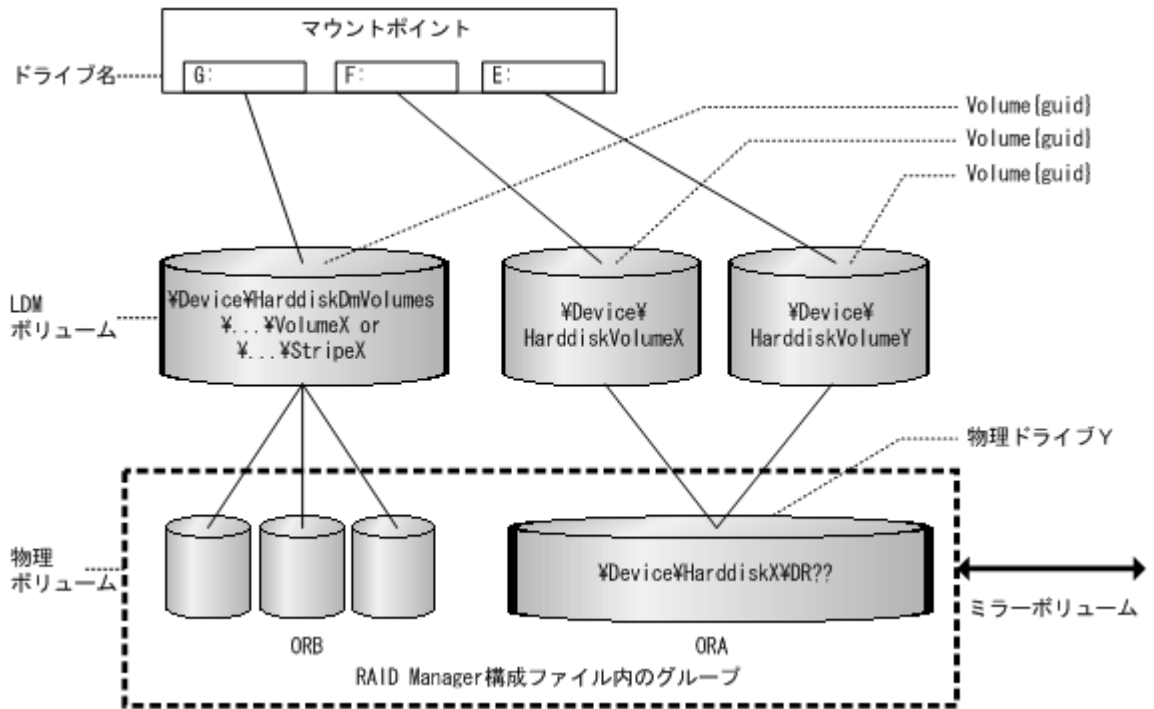 マウントポイント
ドライブ名
G:
F:
E:
Volume{guid}
Volume{guid}
Volume{guid}
LDM
ボリューム
¥Device¥HarddiskDmVolumes
¥...¥VolumeX or
¥...¥StripeX
¥Device¥
HarddiskVolumeX
¥Device¥
HarddiskVolumeY
物理ドライブY
物理
ボリューム
¥Device¥HarddiskX¥DR??
ミラーボリューム
ORB
ORA
RAID Manager構成ファイル内のグループ